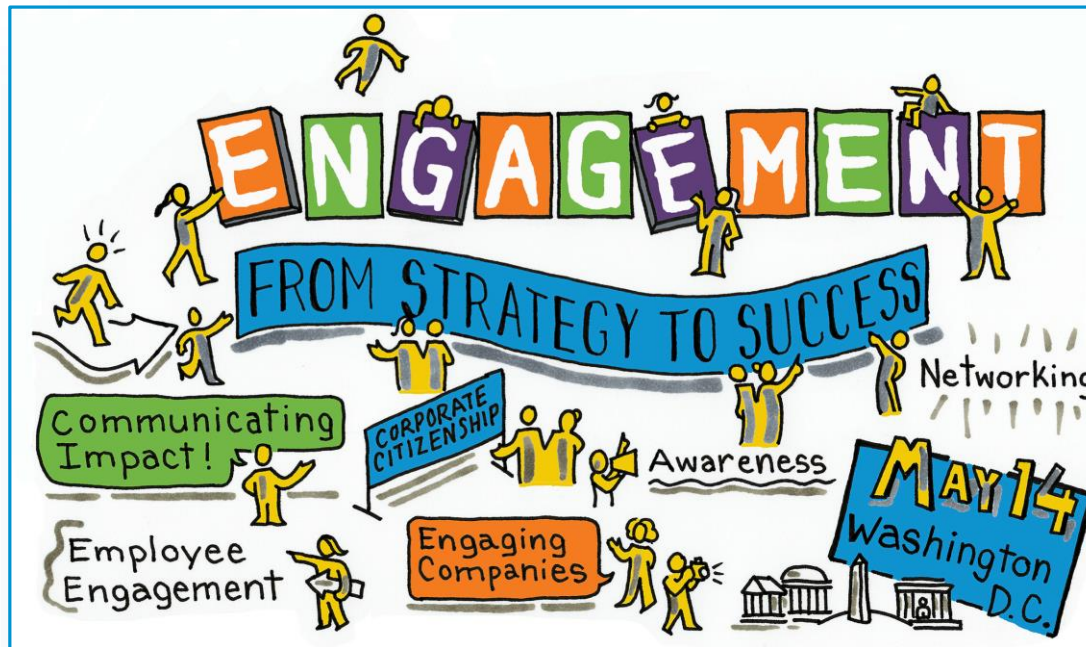 ENGAGEMENT
FROM STRATEGY TO SUCCESS
Networking
Communicating
Impact!
CORPORATE
CITIZENSHIP
Awareness
MAY 14
Washington
D.C.
Employee
Engagement
Engaging
Companies